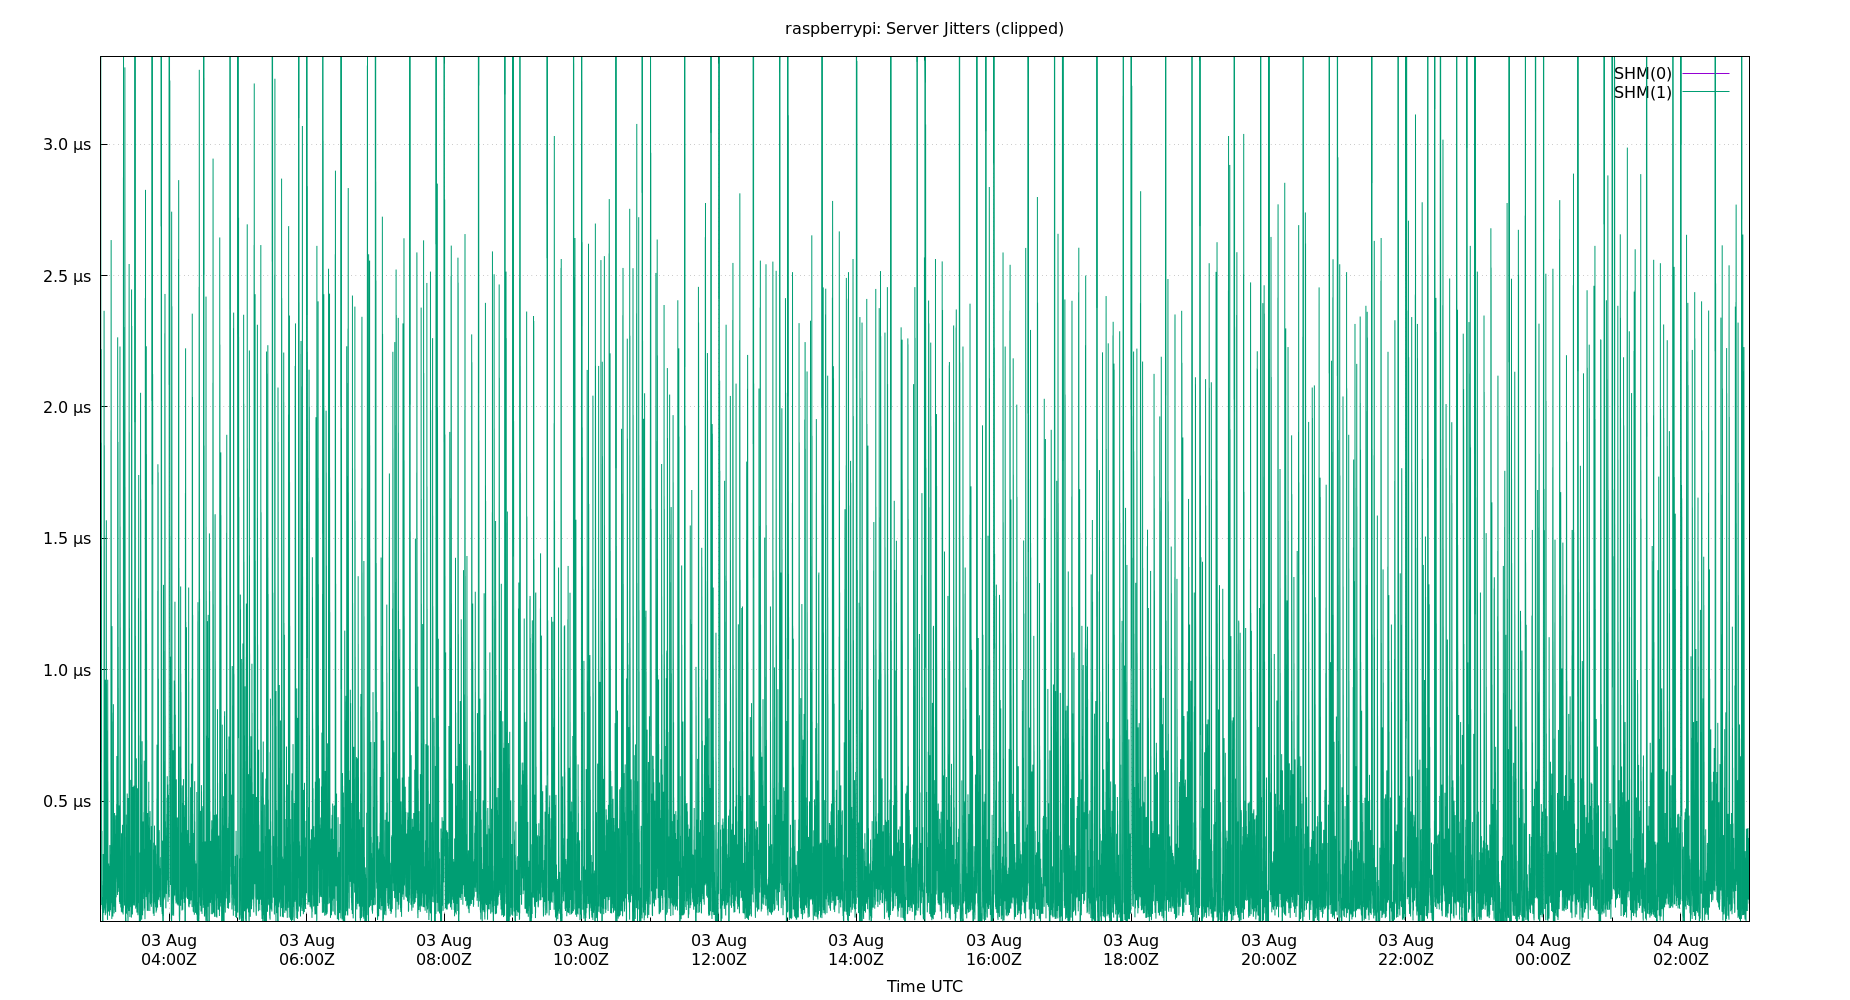 raspberrypi: Server Jitters (clipped)
SHM(0)
SHM(1)
3.0 µs
2.5 µs
2.0 µs
1.5 µs
1.0 µs
0.5 µs
03 Aug 03 Aug 03 Aug 03 Aug 03 Aug 03 Aug 03 Aug 03 Aug 03 Aug 03 Aug 04 Aug 04 Aug
04:00Z 06:00Z 08:00Z 10:00Z 12:00Z 14:00Z 16:00Z 18:00Z 20:00Z 22:00Z 00:00Z 02:00Z
Time UTC